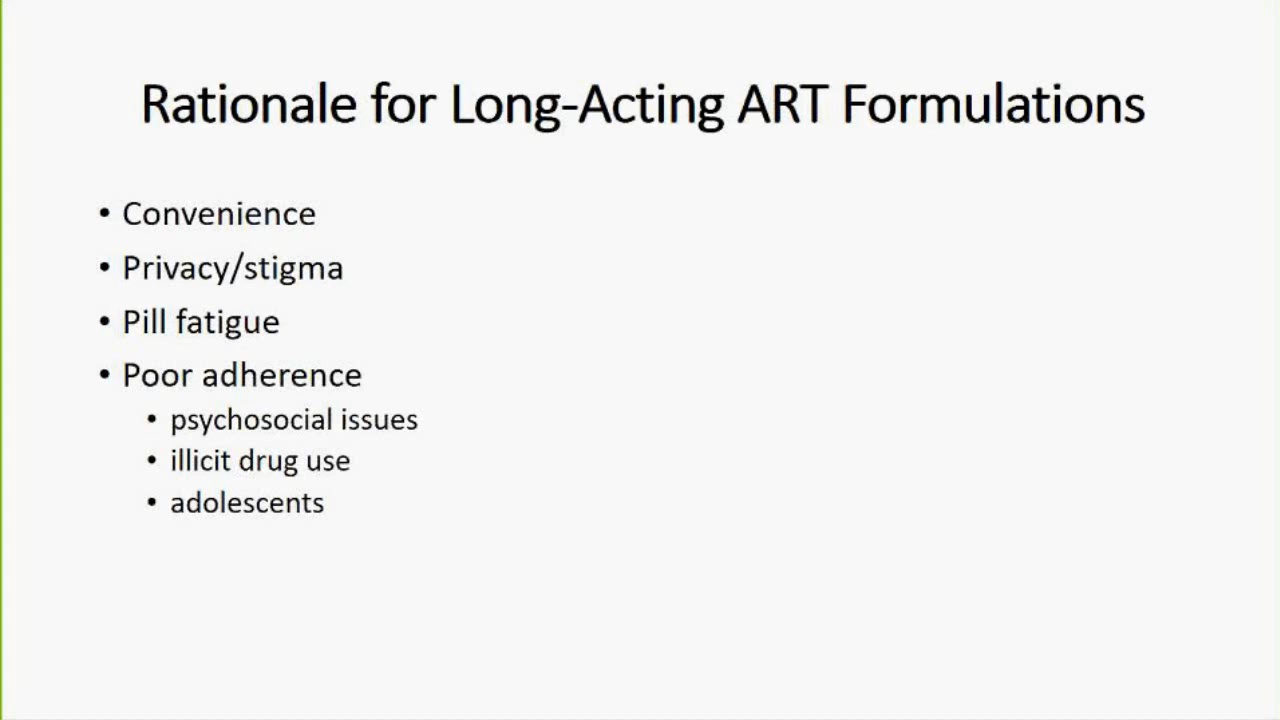 Rationale for Long-Acting ART Formulations
• Convenience
• Privacy/stigma
• Pill fatigue
• Poor adherence
• psychosocial issues
• illicit drug use
• adolescents